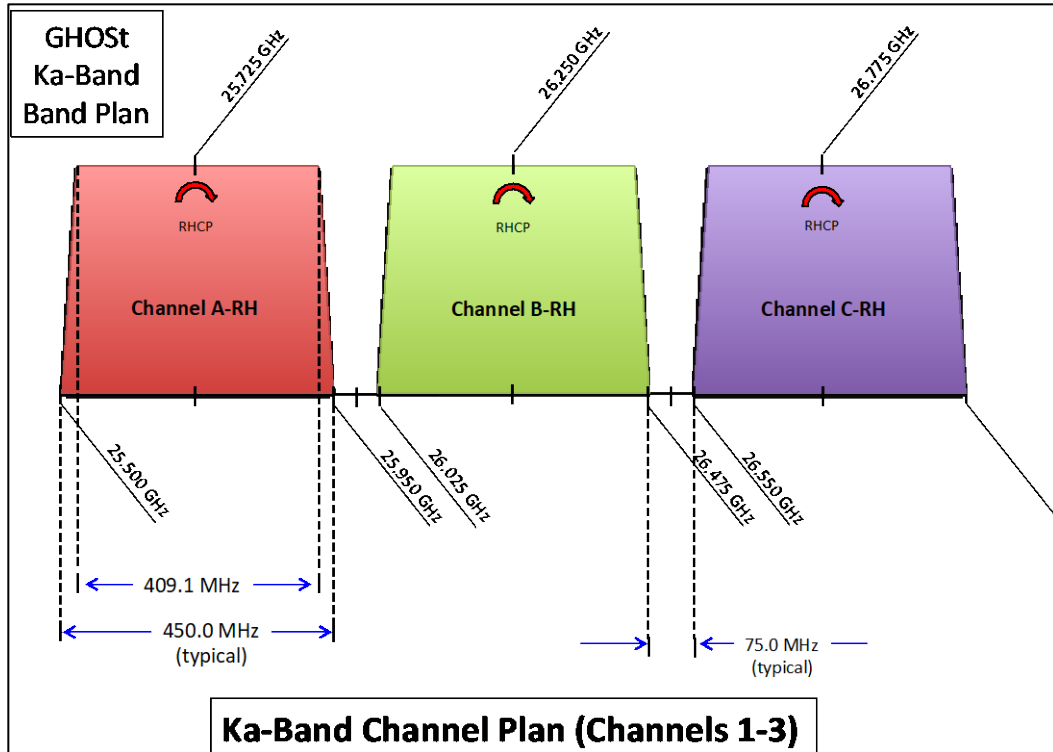 GHOSt
Ka-Band
Band Plan
25.725 GHz
26.250 GHz
26.775 GHz
RHCP
RHCP
RHCP
Channel A-RH
Channel B-RH
Channel C-RH
25.500 GHz
25.950 GHz
26.025 GHz
26.475 GHz
26.550 GHz
409.1 MHz
450.0 MHz
(typical)
75.0 MHz
(typical)
Ka-Band Channel Plan (Channels 1-3)